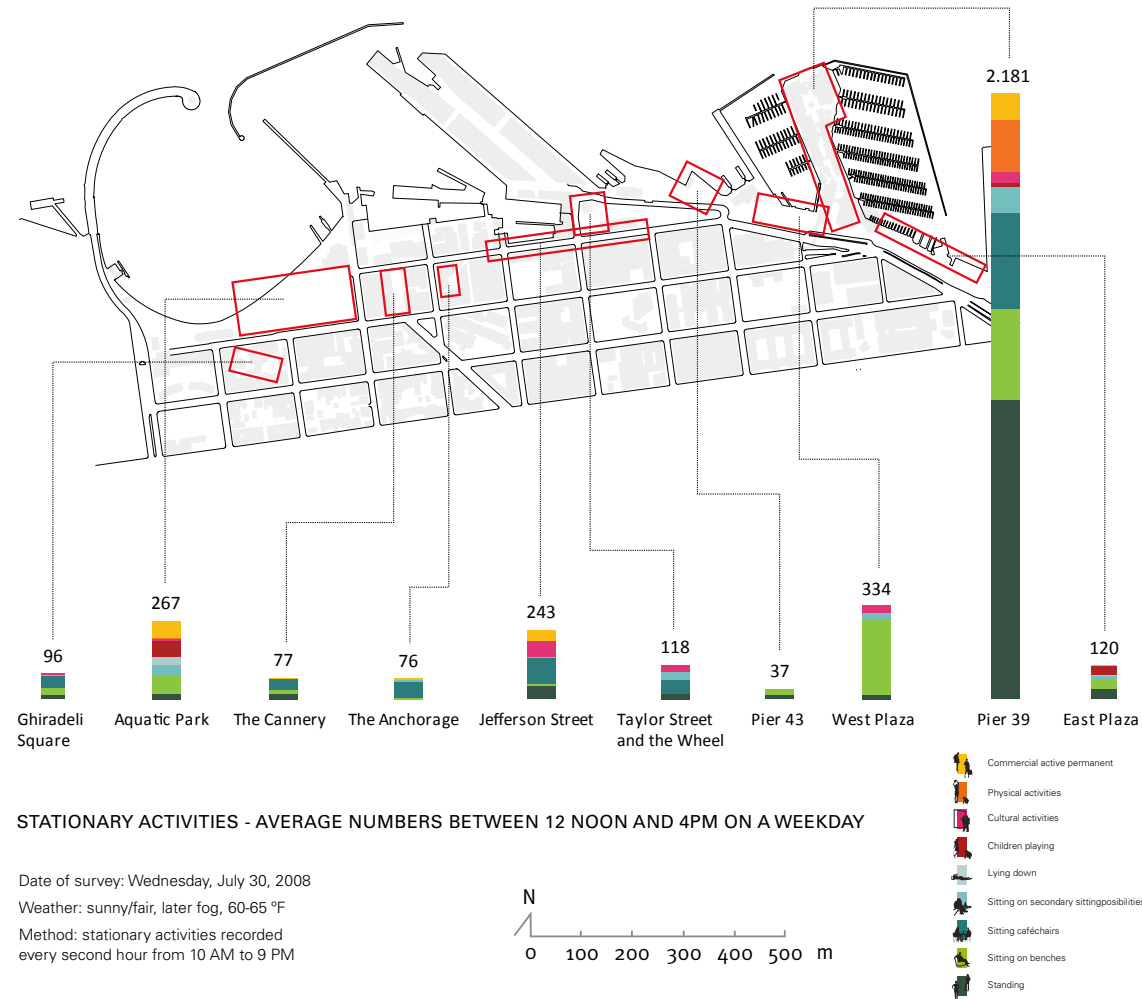 2.181
334
267
243
118
120
96
77
76
37
Ghiradeli
Square
Aquatic Park
The Cannery
The Anchorage
Jefferson Street
Taylor Street
and the Wheel
Pier 43
West Plaza
Pier 39
East Plaza
Commercial active permanent
Physical activities
Cultural activities
Children playing
Lying down
Sitting on secondary sittingposibilities
Sitting caféchairs
Sitting on benches
Standing
STATIONARY ACTIVITIES - AVERAGE NUMBERS BETWEEN 12 NOON AND 4PM ON A WEEKDAY
Date of survey: Wednesday, July 30, 2008
Weather: sunny/fair, later fog, 60-65 ºF
Method: stationary activities recorded
every second hour from 10 AM to 9 PM
N
0 100 200 300 400 500 m